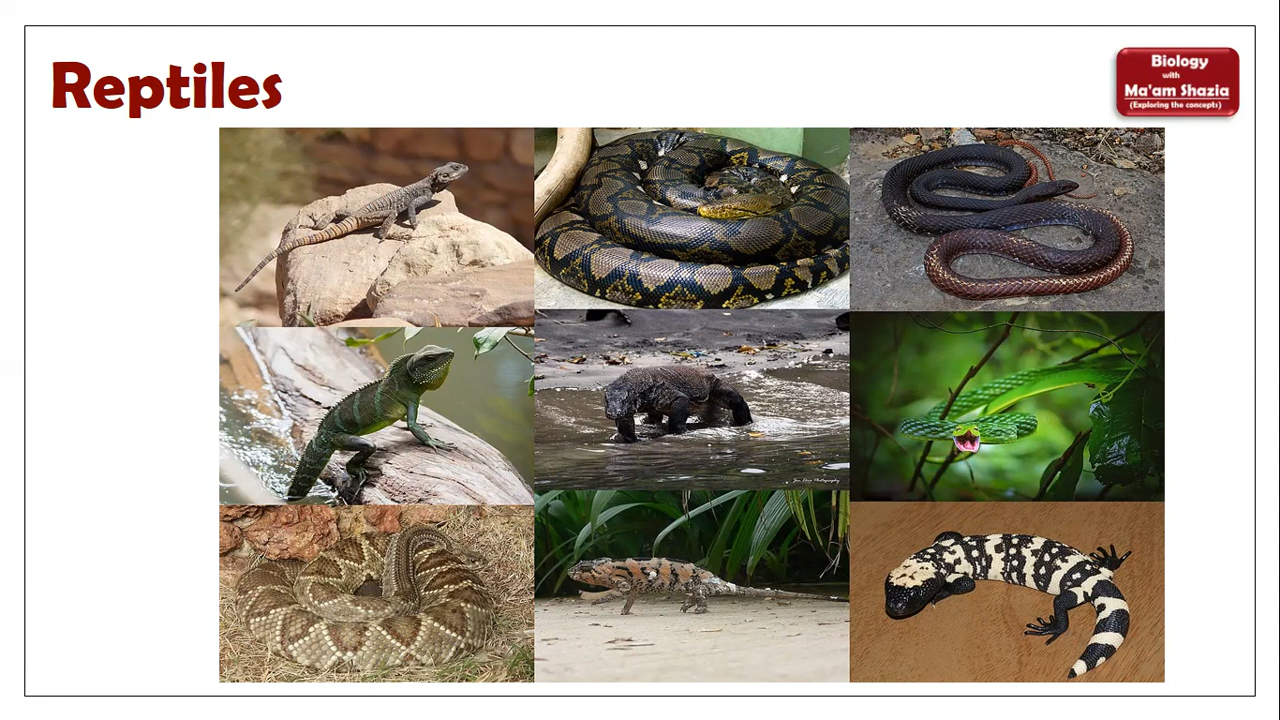 Reptiles
Biology
with
Ma'am Shazia
(Exploring the concepts)